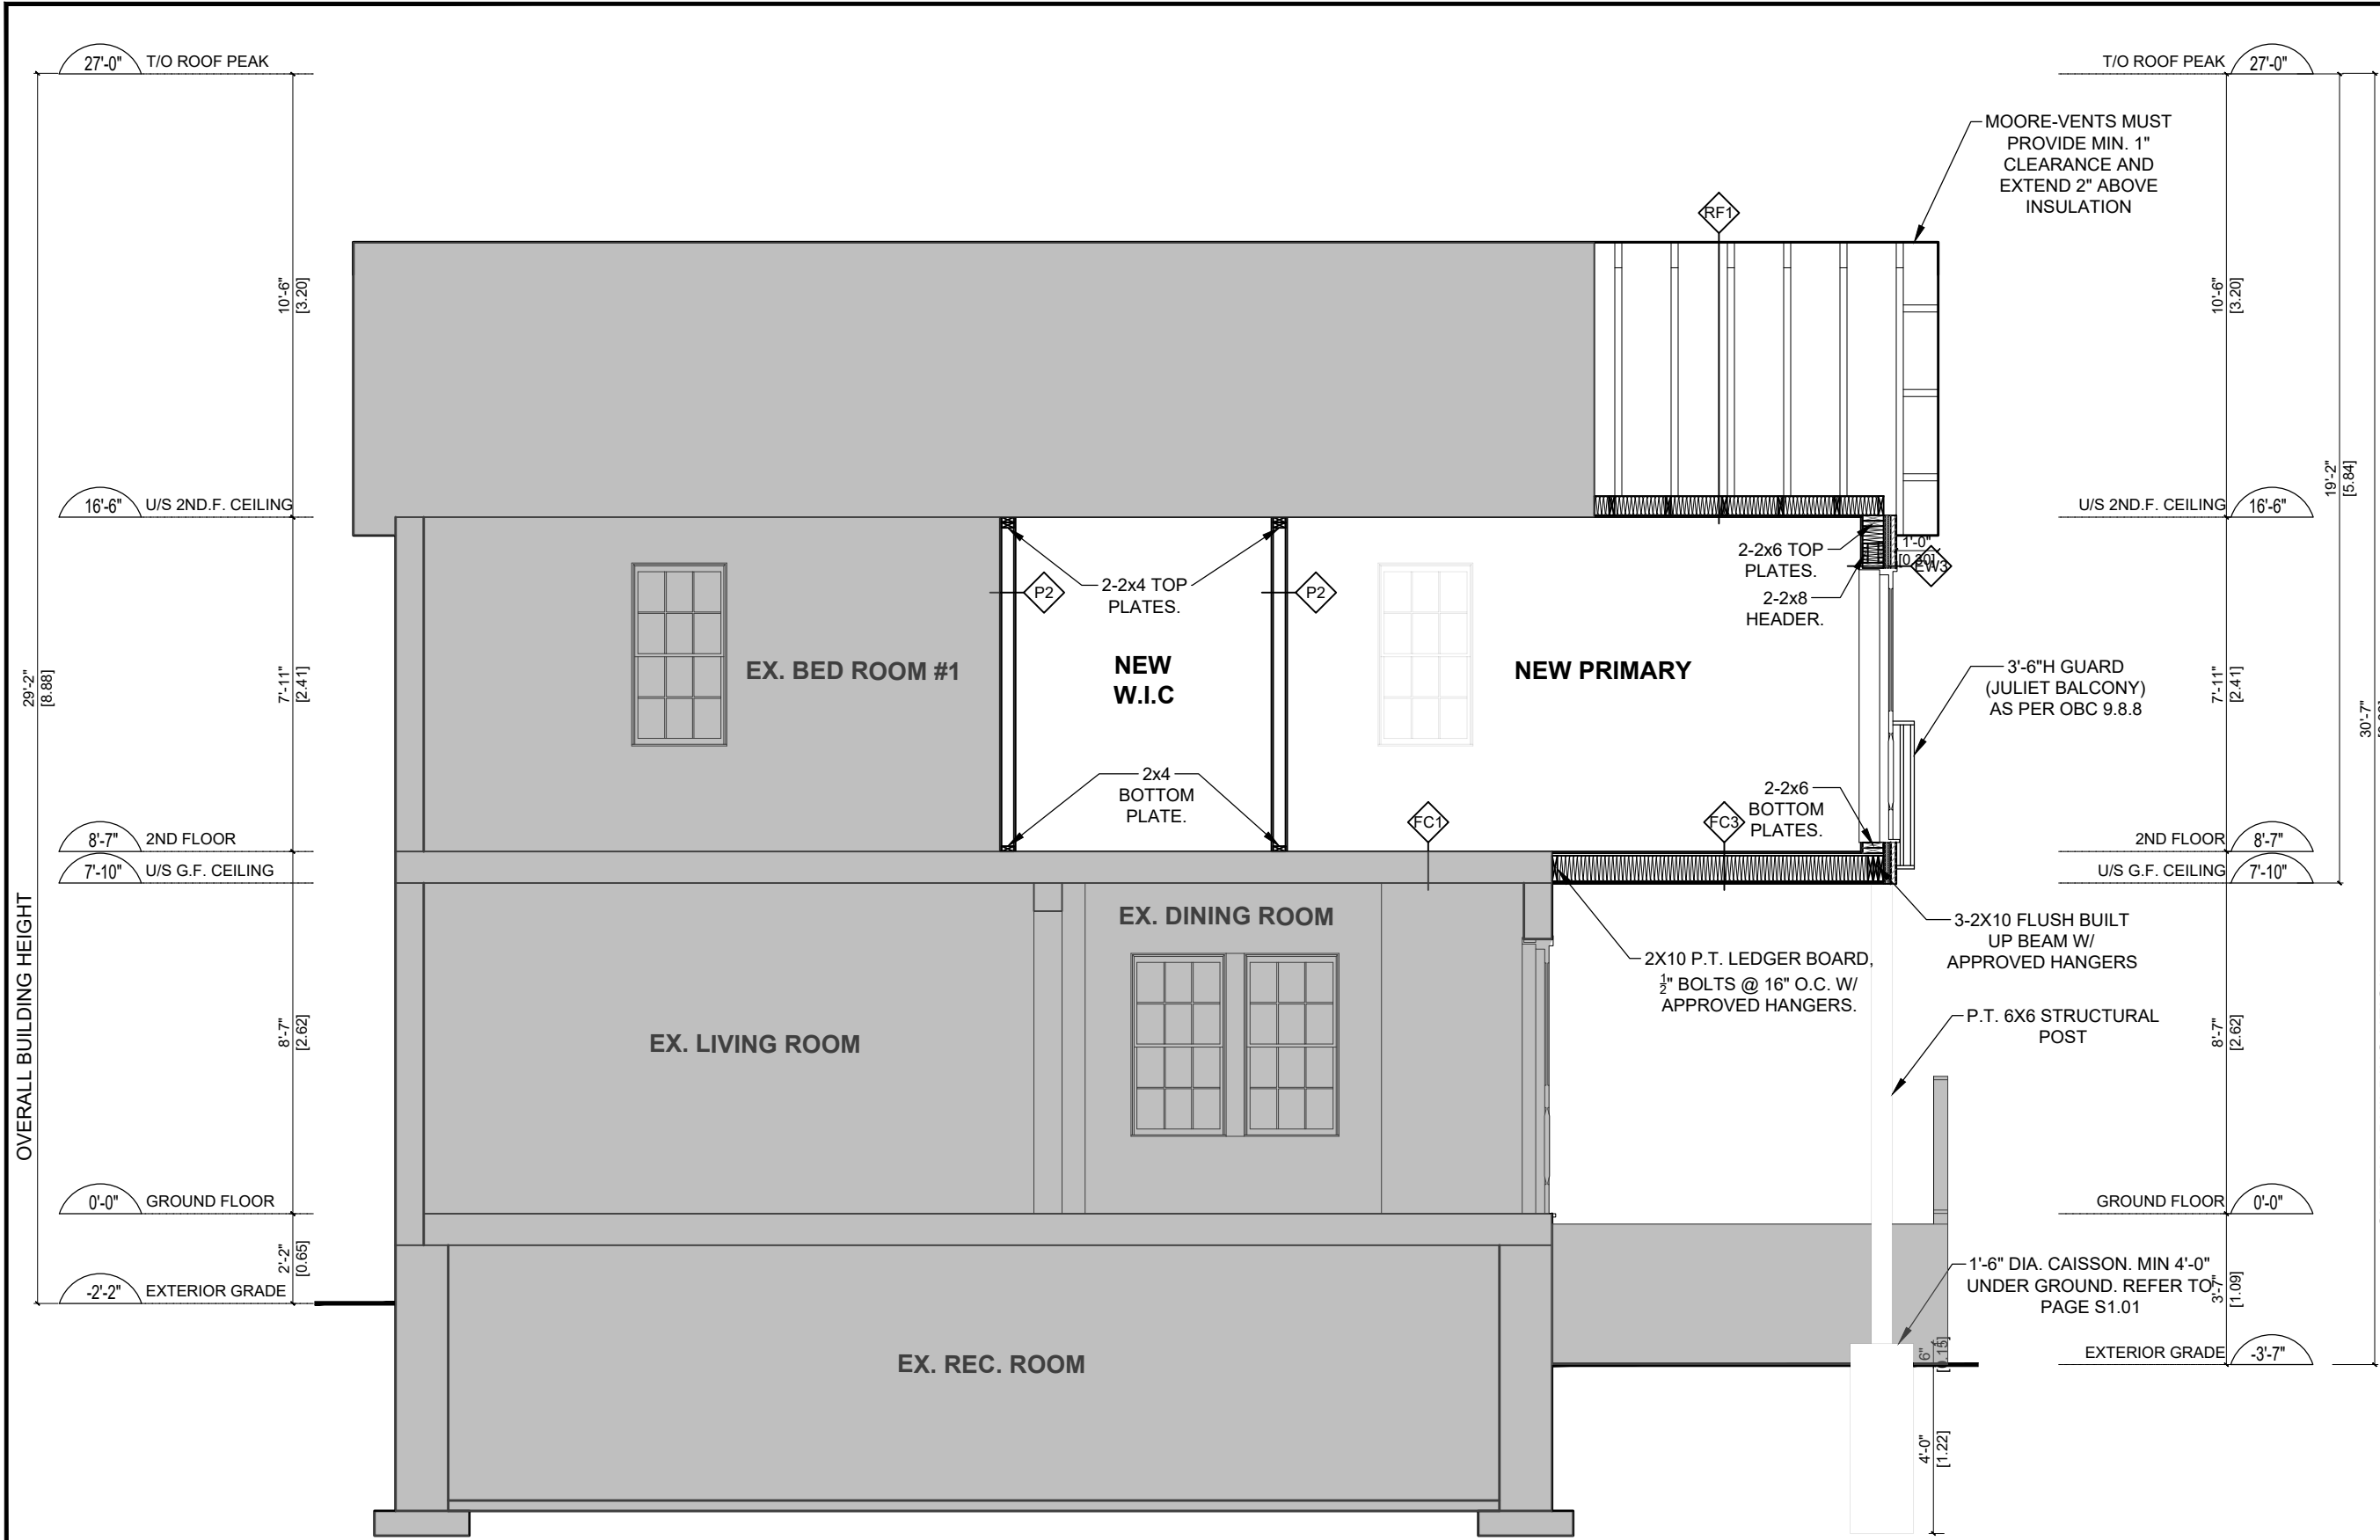 27'-0" T/O ROOF PEAK
T/O ROOF PEAK 27'-0"
MOORE-VENTS MUST
PROVIDE MIN. 1"
CLEARANCE AND
EXTEND 2" ABOVE
INSULATION
RF1
10'-6"
[3.20]
10'-6"
[3.20]
19'-2"
[5.84]
16'-6" U/S 2ND.F. CEILING
U/S 2ND.F. CEILING 16'-6"
2-2x6 TOP
PLATES.
1'-0"
[0.30]
EW3
2-2x4 TOP
PLATES.
P2
P2
2-2x8
HEADER.
EX. BED ROOM #1
NEW
W.I.C
NEW PRIMARY
3'-6"H GUARD
(JULIET BALCONY)
AS PER OBC 9.8.8
29'-2"
[8.88]
7'-11"
[2.41]
7'-11"
[2.41]
30'-7"
2x4
BOTTOM
PLATE.
2-2x6
BOTTOM
PLATES.
FC1
FC3
8'-7" 2ND FLOOR
2ND FLOOR 8'-7"
7'-10" U/S G.F. CEILING
U/S G.F. CEILING 7'-10"
EX. DINING ROOM
3-2X10 FLUSH BUILT
UP BEAM W/
APPROVED HANGERS
2X10 P.T. LEDGER BOARD,
½" BOLTS @ 16" O.C. W/
APPROVED HANGERS.
OVERALL BUILDING HEIGHT
8'-7"
[2.62]
EX. LIVING ROOM
P.T. 6X6 STRUCTURAL
POST
8'-7"
[2.62]
0'-0" GROUND FLOOR
GROUND FLOOR 0'-0"
2'-2"
[0.65]
1'-6" DIA. CAISSON. MIN 4'-0"
UNDER GROUND. REFER TO
PAGE S1.01
3'-7"
[1.09]
-2'-2" EXTERIOR GRADE
EX. REC. ROOM
6"
[0.15]
EXTERIOR GRADE -3'-7"
4'-0"
[1.22]